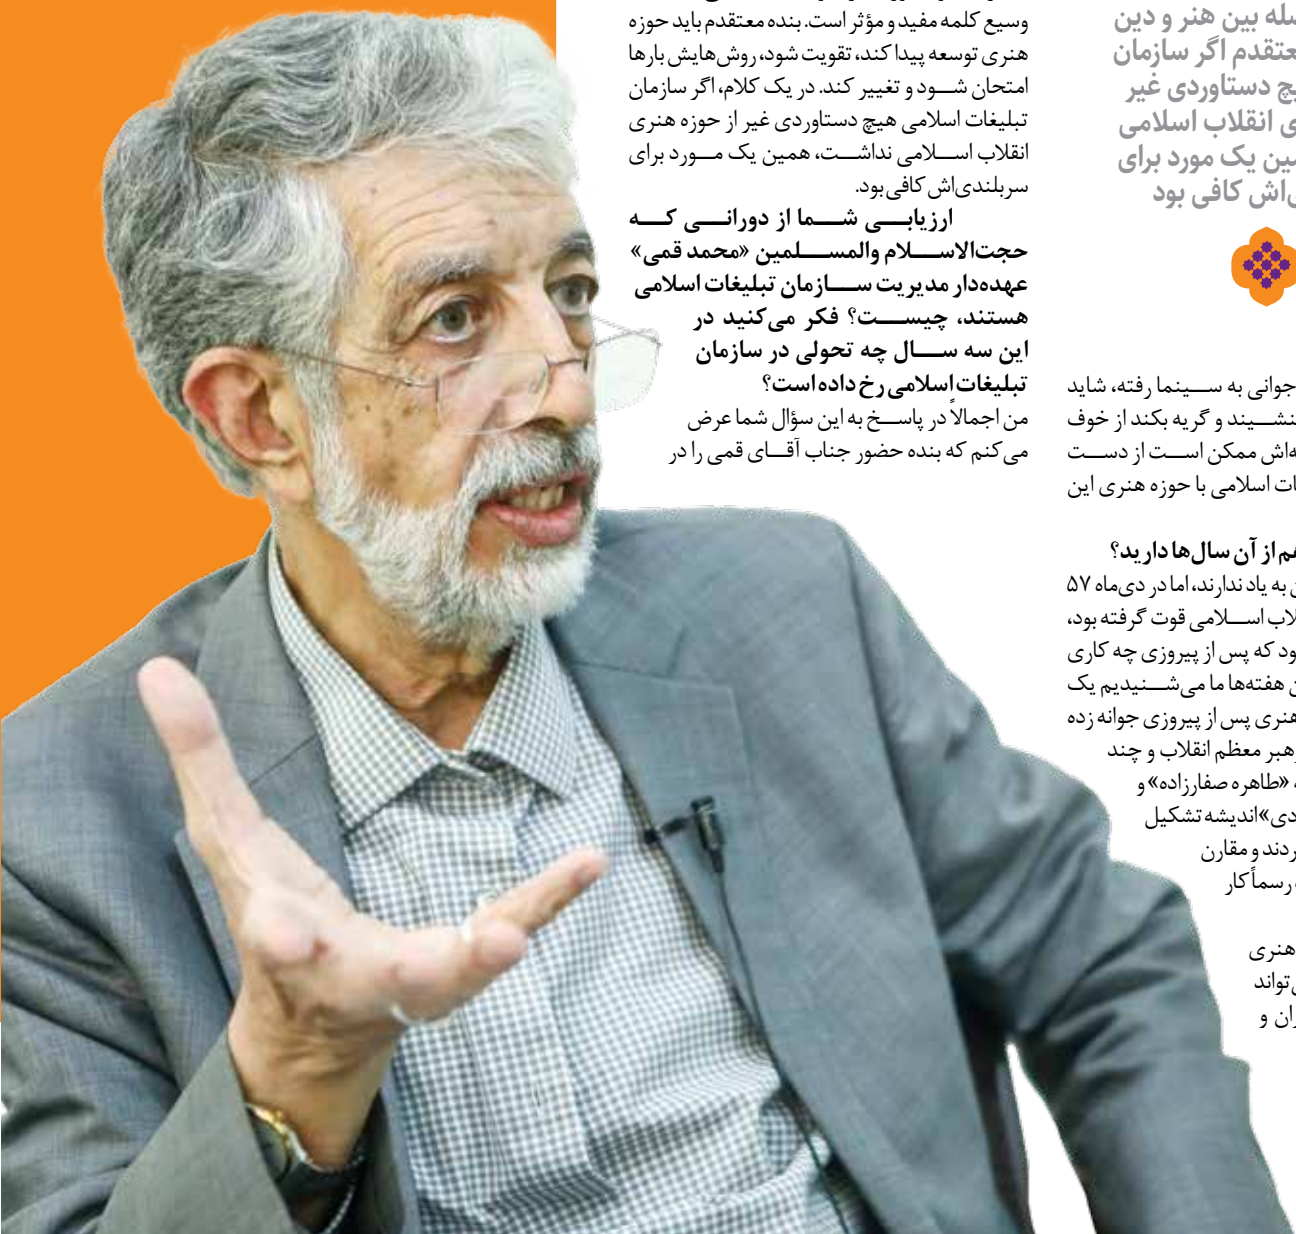 صله بین هنر و دین
عتقدم اگر سازمان
یچ دستاوردی غیر
ی انقلاب اسلامی
مین یک مورد برای
ی‌اش کافی بود
جوانی به سینما رفته، شاید
نشیند و گریه بکند از خوف
ه‌اش ممکن است از دست
ات اسلامی با حوزه هنری این
هم از آن سال‌ها دارید؟
ن به یاد ندارند، اما در دی‌ماه ۵۷
لاب اسلامی قوت گرفته بود،
ود که پس از پیروزی چه کاری
ن هفته‌ها ما می‌شنیدیم یک
هنری پس از پیروزی جوانه زده
رهبر معظم انقلاب و چند
ه «طاهره صفارزاده» و
ودی» اندیشه تشکیل
ردند و مقارن
رسماً کار
هنری
ی‌تواند
ران و
وسیع کلمه مفید و مؤثر است. بنده معتقدم باید حوزه
هنری توسعه پیدا کند، تقویت شود، روش‌هایش بارها
امتحان شود و تغییر کند. در یک کلام، اگر سازمان
تبلیغات اسلامی هیچ دستاوردی غیر از حوزه هنری
انقلاب اسلامی نداشت، همین یک مورد برای
سربلندی‌اش کافی بود.
ارزیابی شما از دورانی که
حجت‌الاسلام والمسلمین «محمد قمی»
عهده‌دار مدیریت سازمان تبلیغات اسلامی
هستند، چیست؟ فکر می‌کنید در
این سه سال چه تحولی در سازمان
تبلیغات اسلامی رخ داده است؟
من اجمالاً در پاسخ به این سؤال شما عرض
می‌کنم که بنده حضور جناب آقای قمی را در